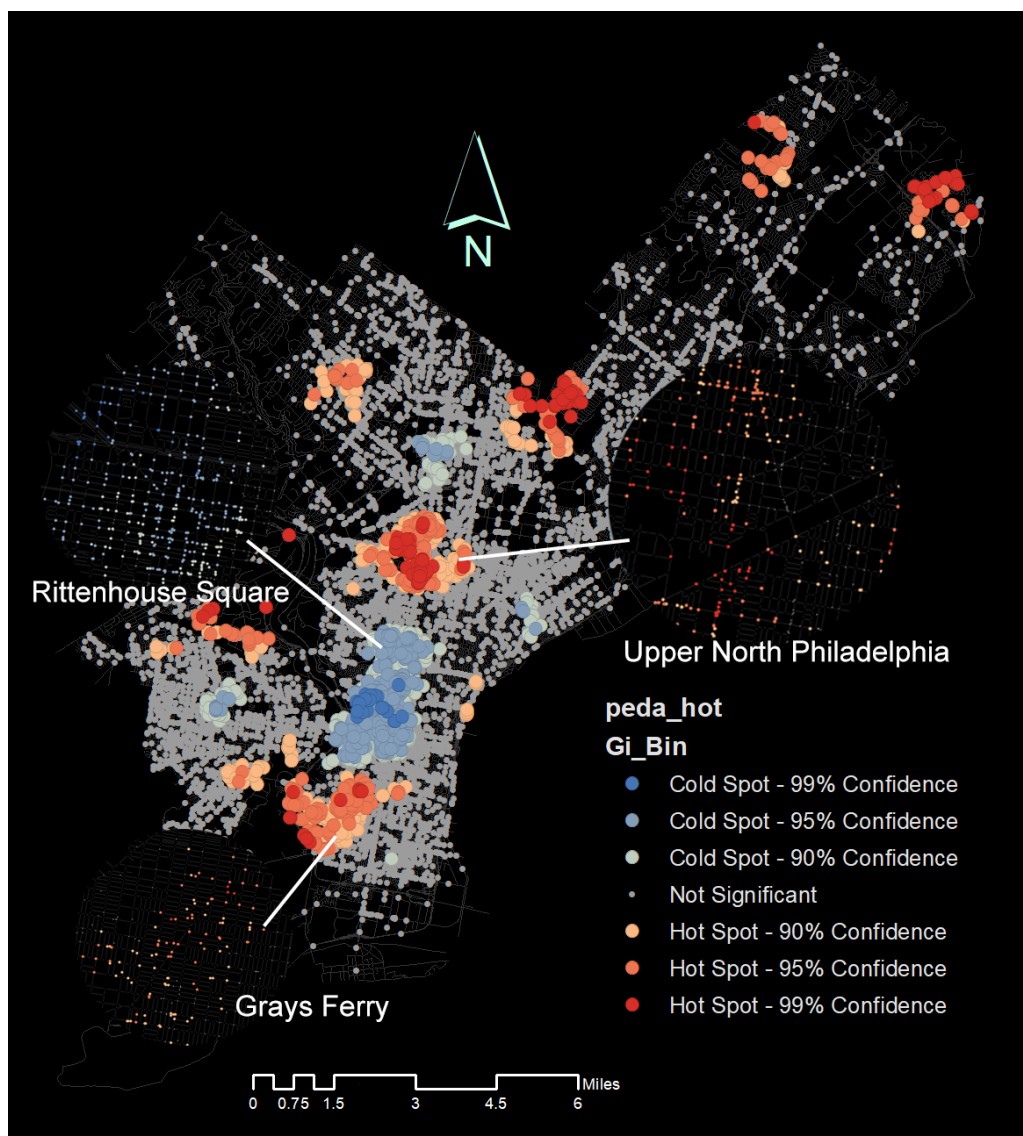 N
Rittenhouse Square
Upper North Philadelphia
peda_hot
Gi_Bin
Cold Spot - 99% Confidence
Cold Spot - 95% Confidence
Cold Spot - 90% Confidence
Not Significant
Hot Spot - 90% Confidence
Hot Spot - 95% Confidence
Hot Spot - 99% Confidence
Grays Ferry
Miles
0 0.75 1.5 3 4.5 6